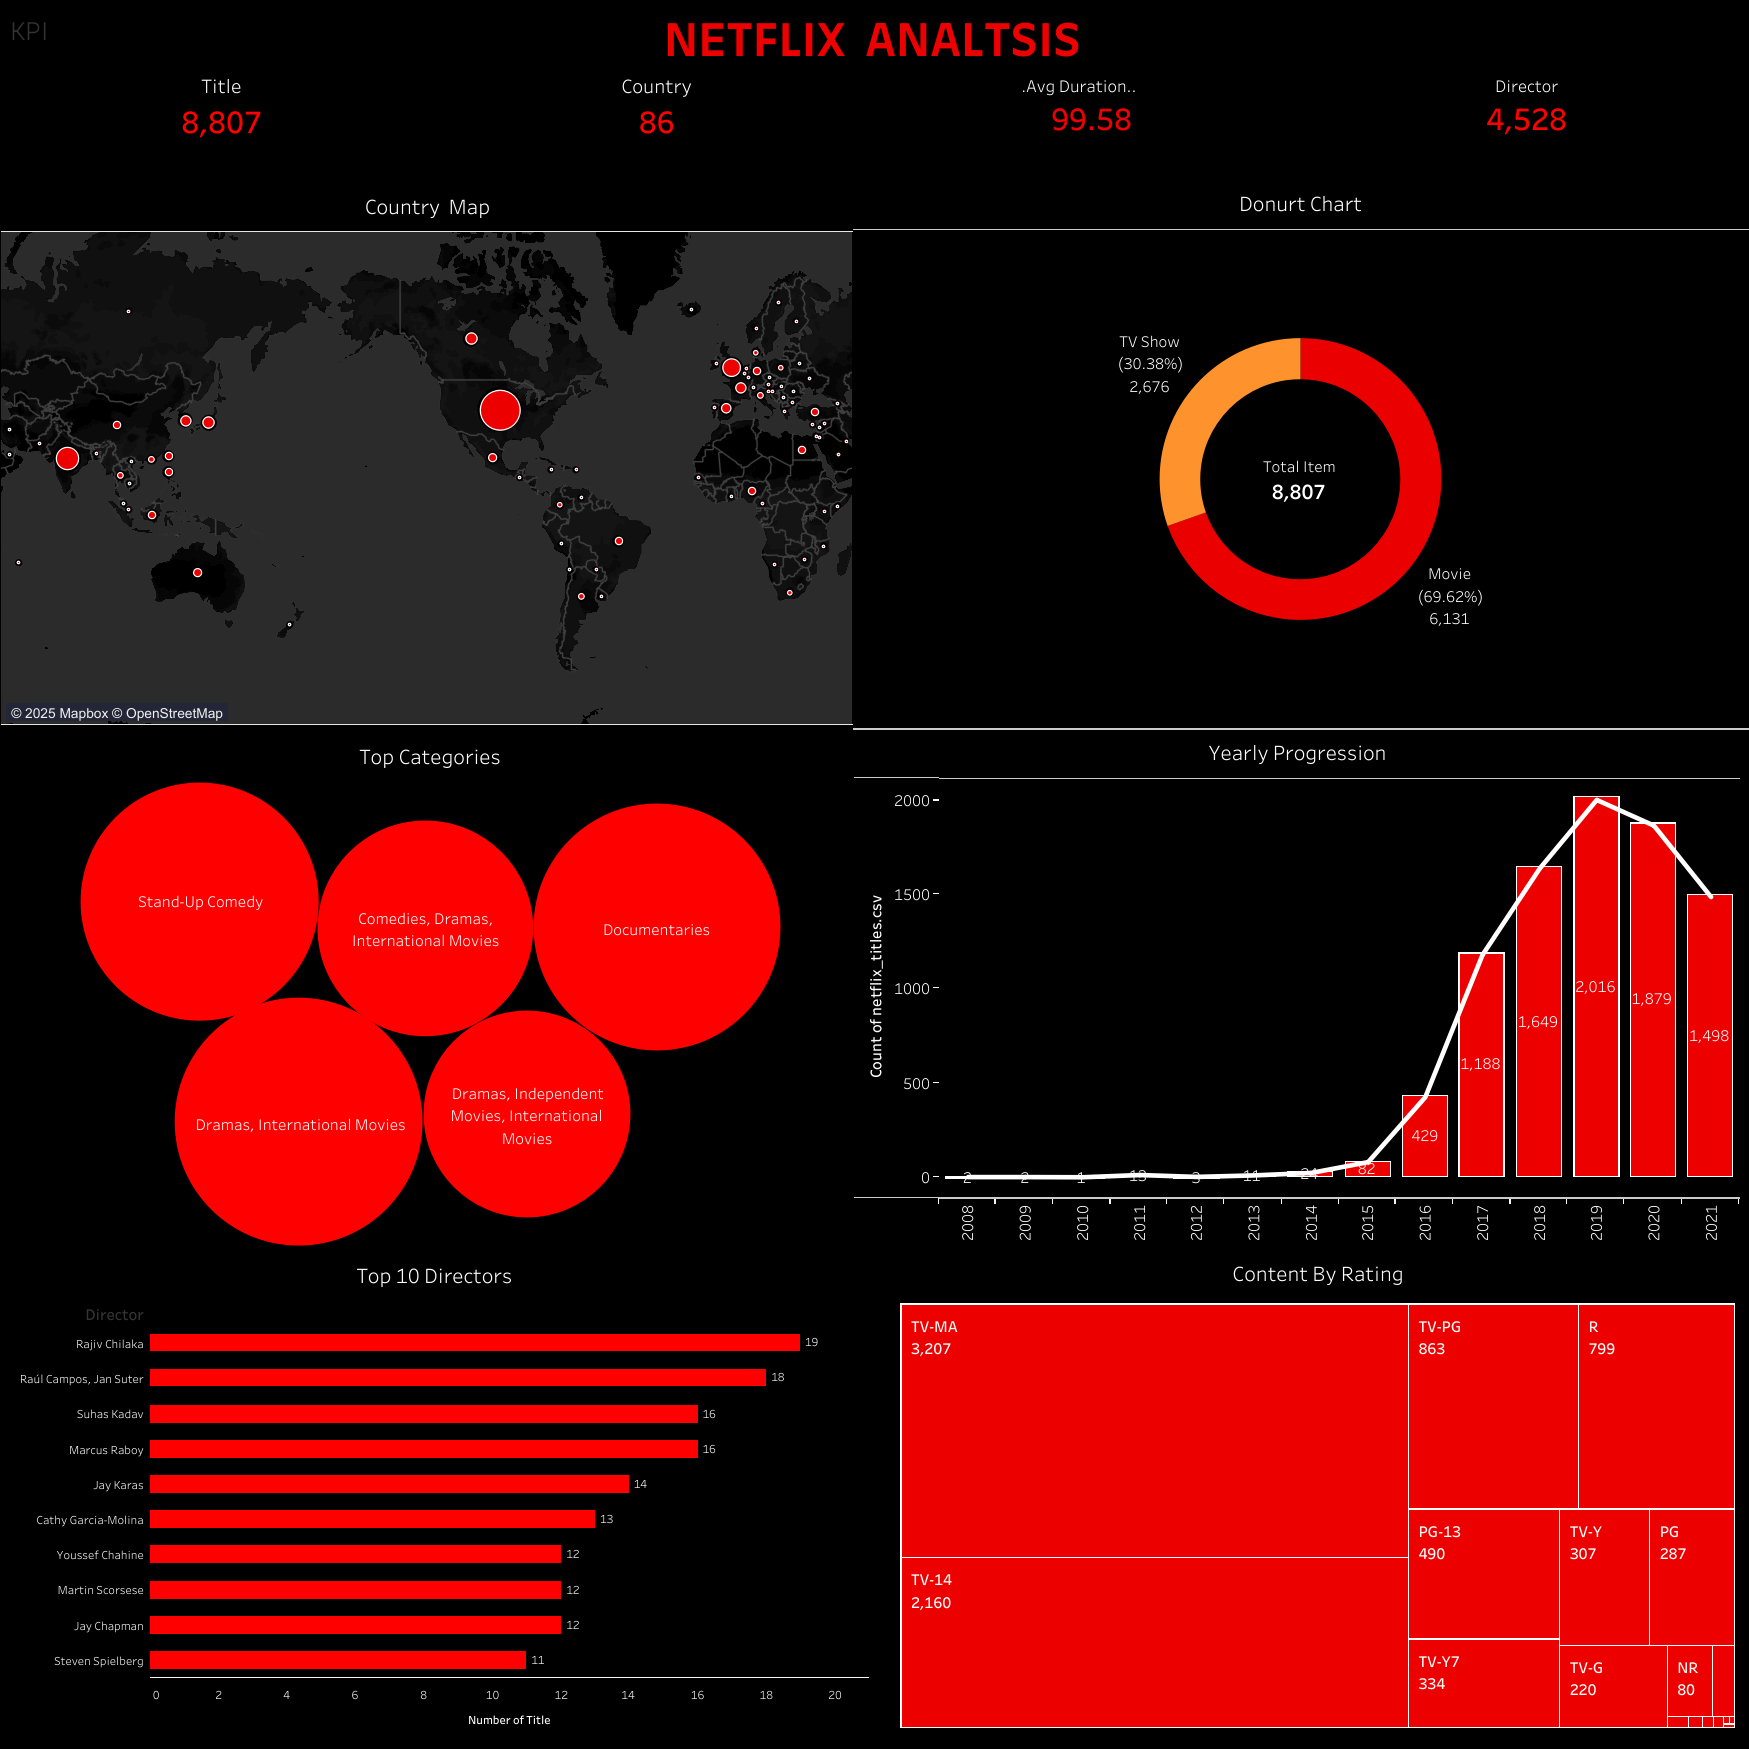 KPI
NETFLIX ANALTSIS
Title
8,807
Country
86
.Avg Duration..
99.58
Director
4,528
Country Map
© 2025 Mapbox © OpenStreetMap
Donurt Chart
TV Show
(30.38%)
2,676
Total Item
8,807
Movie
(69.62%)
6,131
Top Categories
Stand-Up Comedy
Comedies, Dramas,
International Movies
Documentaries
Dramas, International Movies
Dramas, Independent
Movies, International
Movies
Yearly Progression
Count of netflix_titles.csv
2000
1500
1000
500
0
2
2
1
13
3
11
24
82
429
1,188
1,649
2,016
1,879
1,498
2008
2009
2010
2011
2012
2013
2014
2015
2016
2017
2018
2019
2020
2021
Top 10 Directors
Director
Rajiv Chilaka 19
Raúl Campos, Jan Suter 18
Suhas Kadav 16
Marcus Raboy 16
Jay Karas 14
Cathy Garcia-Molina 13
Youssef Chahine 12
Martin Scorsese 12
Jay Chapman 12
Steven Spielberg 11
0 2 4 6 8 10 12 14 16 18 20
Number of Title
Content By Rating
TV-MA
3,207
TV-14
2,160
TV-PG
863
R
799
PG-13
490
TV-Y
307
PG
287
TV-Y7
334
TV-G
220
NR
80